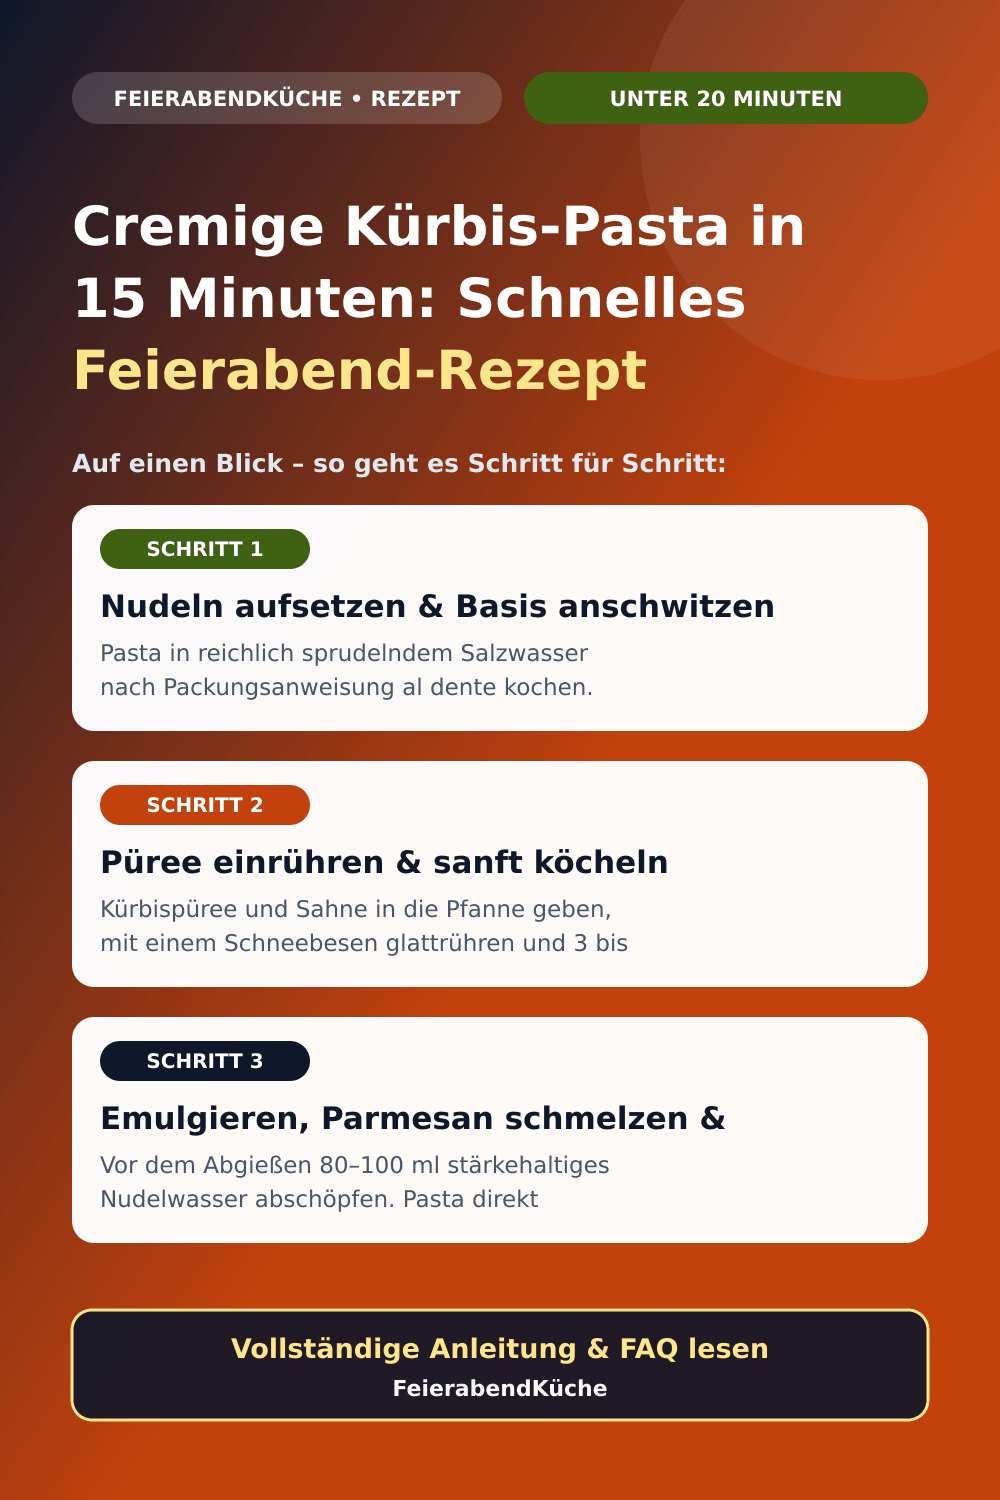 FEIERABENDKÜCHE • REZEPT
UNTER 20 MINUTEN
Cremige Kürbis-Pasta in
15 Minuten: Schnelles
Feierabend-Rezept
Auf einen Blick – so geht es Schritt für Schritt:
SCHRITT 1
Nudeln aufsetzen & Basis anschwitzen
Pasta in reichlich sprudelndem Salzwasser
nach Packungsanweisung al dente kochen.
SCHRITT 2
Püree einrühren & sanft köcheln
Kürbispüree und Sahne in die Pfanne geben,
mit einem Schneebesen glattrühren und 3 bis
SCHRITT 3
Emulgieren, Parmesan schmelzen &
Vor dem Abgießen 80–100 ml stärkehaltiges
Nudelwasser abschöpfen. Pasta direkt
Vollständige Anleitung & FAQ lesen
FeierabendKüche